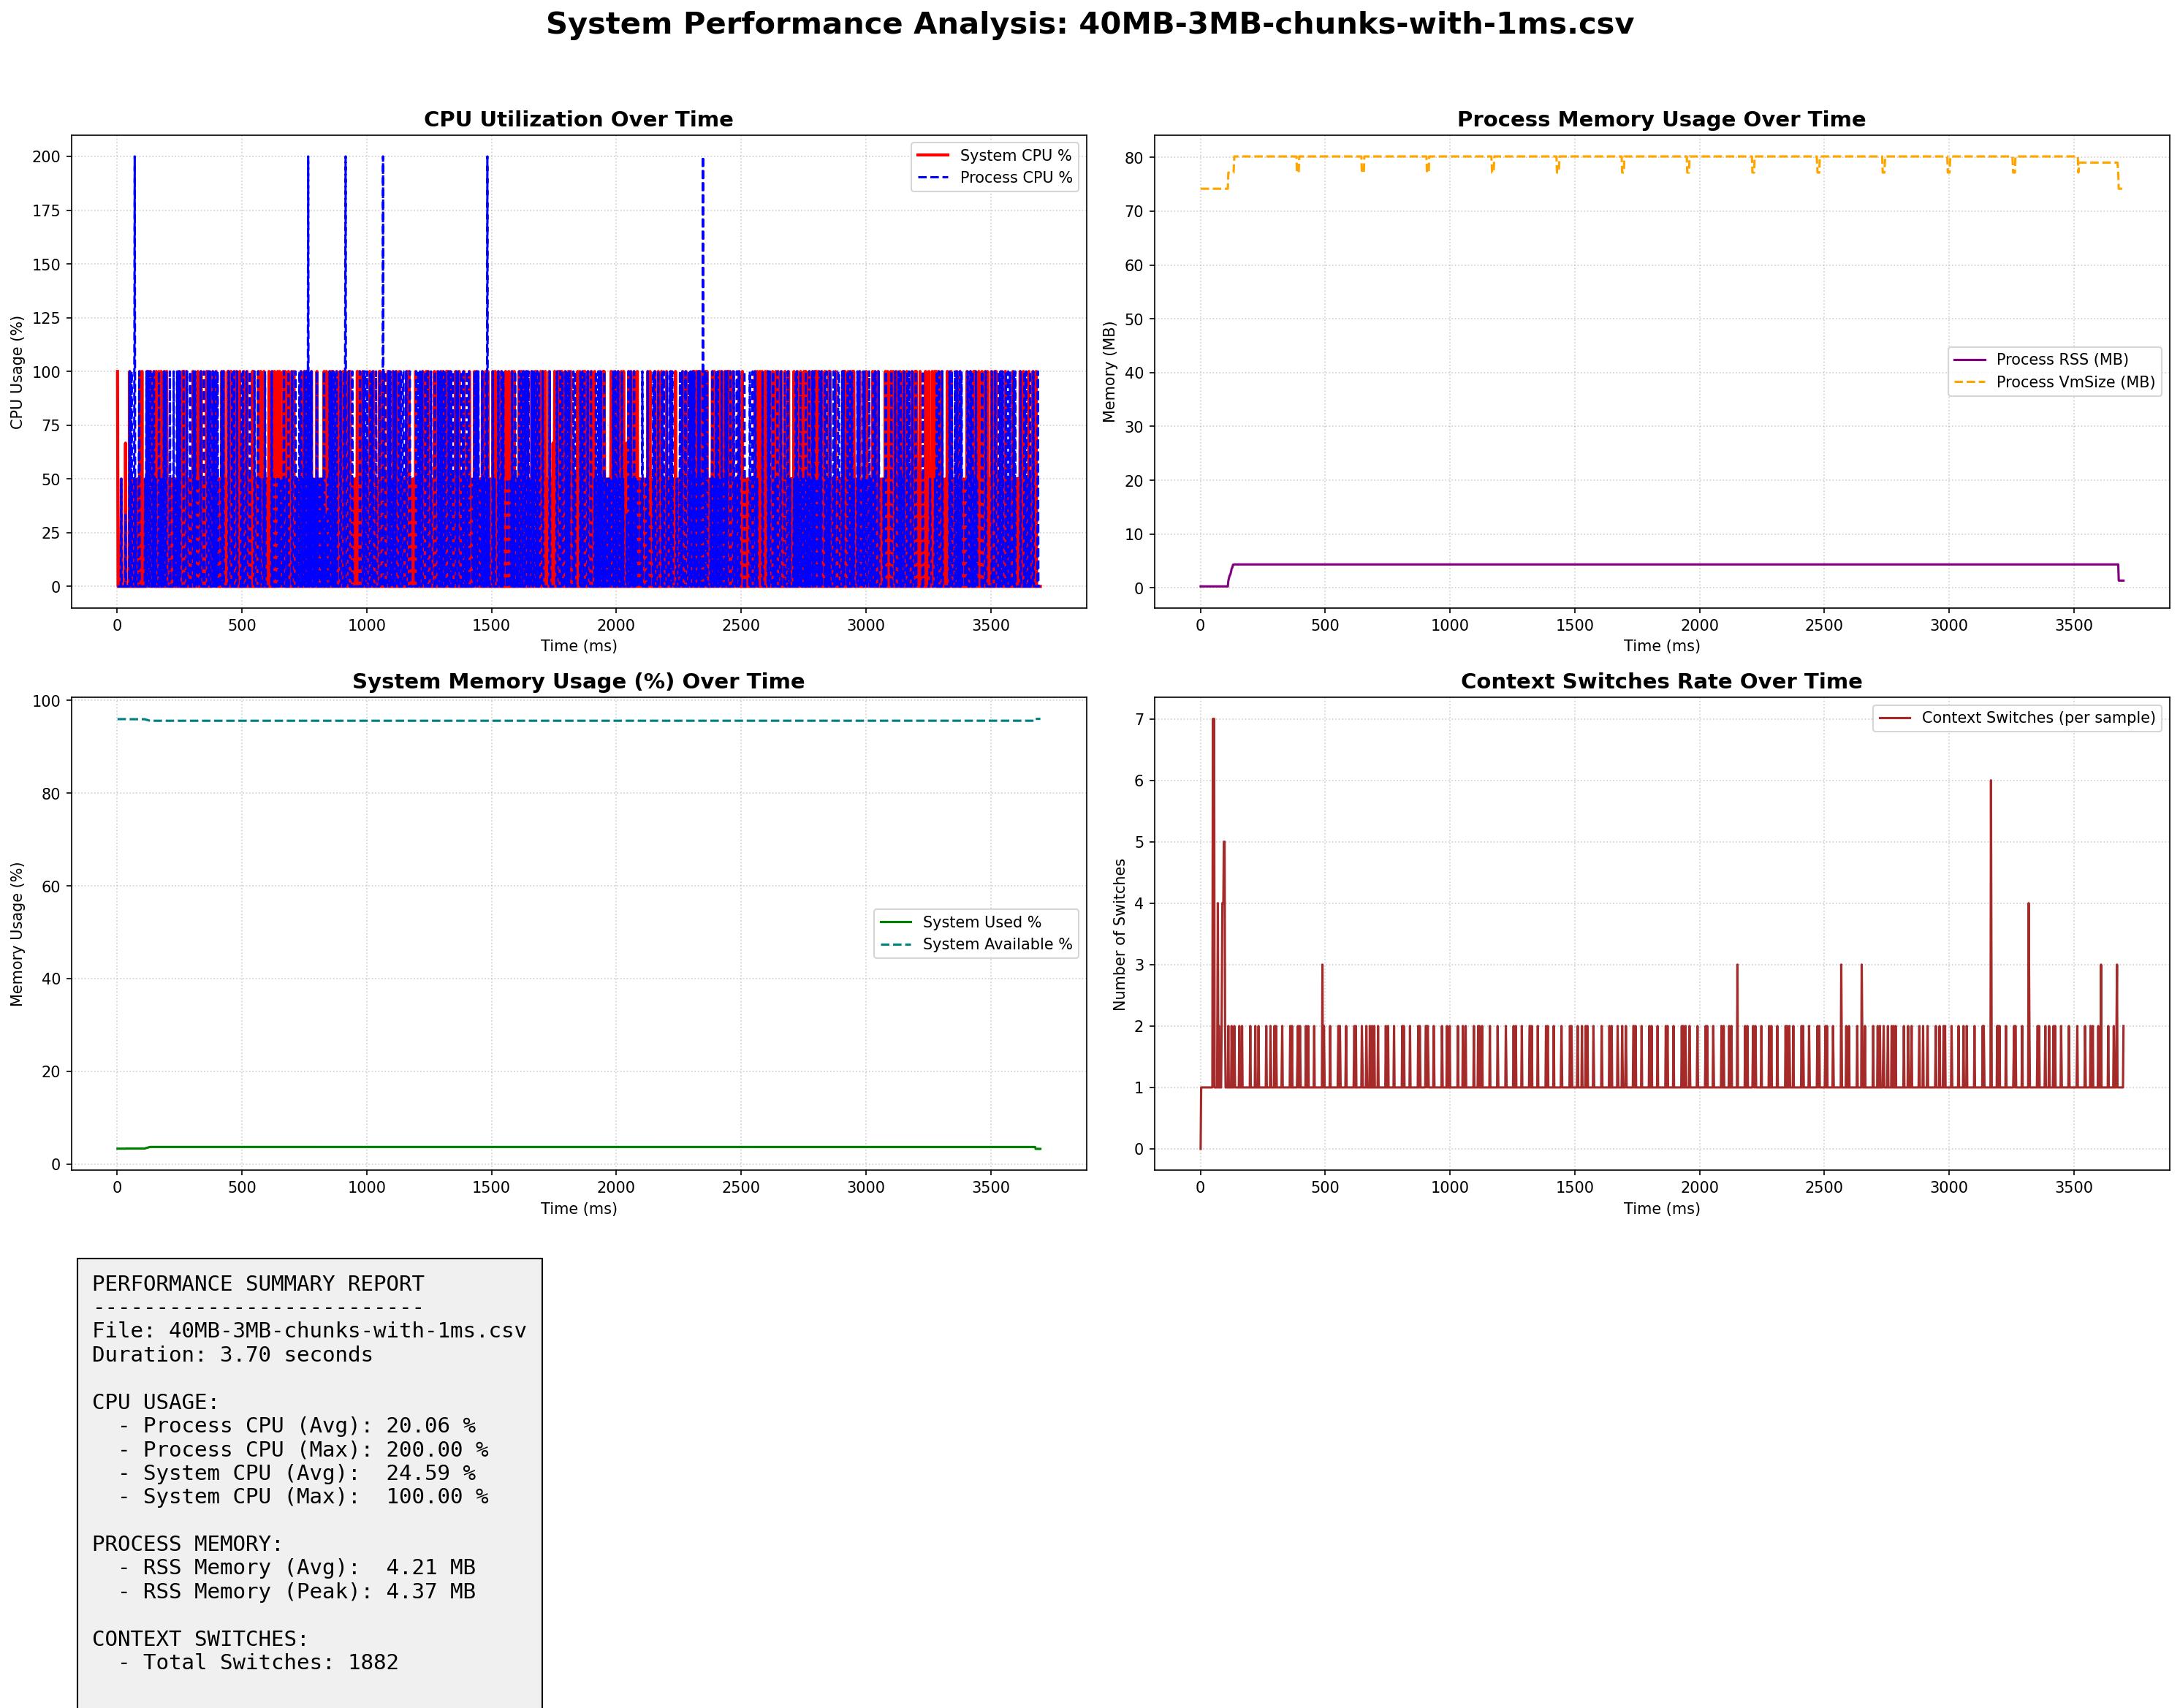 System Performance Analysis: 40MB-3MB-chunks-with-1ms.csv
CPU Utilization Over Time
System CPU %
Process CPU %
CPU Usage (%)
200
175
150
125
100
75
50
25
0
0 500 1000 1500 2000 2500 3000 3500
Time (ms)
Process Memory Usage Over Time
Process RSS (MB)
Process VmSize (MB)
Memory (MB)
80
70
60
50
40
30
20
10
0
0 500 1000 1500 2000 2500 3000 3500
Time (ms)
System Memory Usage (%) Over Time
System Used %
System Available %
Memory Usage (%)
100
80
60
40
20
0
0 500 1000 1500 2000 2500 3000 3500
Time (ms)
Context Switches Rate Over Time
Context Switches (per sample)
Number of Switches
7
6
5
4
3
2
1
0
0 500 1000 1500 2000 2500 3000 3500
Time (ms)
PERFORMANCE SUMMARY REPORT
--------------------------
File: 40MB-3MB-chunks-with-1ms.csv
Duration: 3.70 seconds
CPU USAGE:
- Process CPU (Avg): 20.06 %
- Process CPU (Max): 200.00 %
- System CPU (Avg): 24.59 %
- System CPU (Max): 100.00 %
PROCESS MEMORY:
- RSS Memory (Avg): 4.21 MB
- RSS Memory (Peak): 4.37 MB
CONTEXT SWITCHES:
- Total Switches: 1882